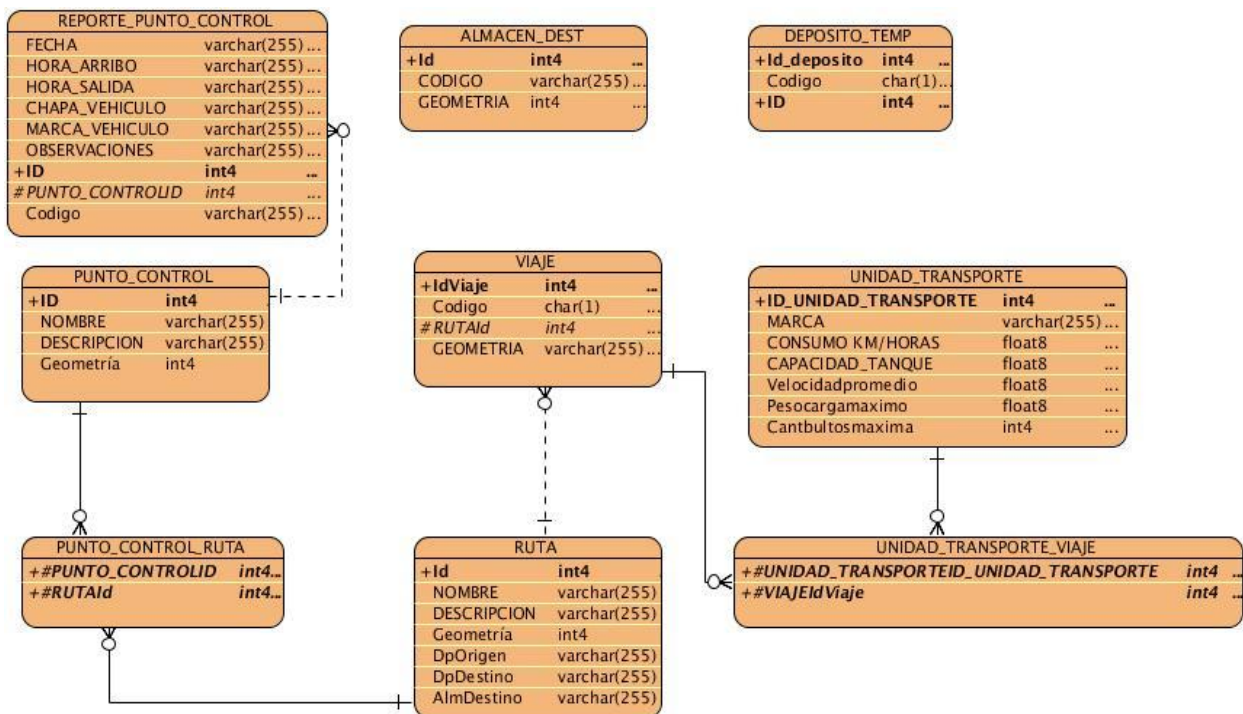 REPORTE_PUNTO_CONTROL
FECHA varchar(255)...
HORA_ARRIBO varchar(255)...
HORA_SALIDA varchar(255)...
CHAPA_VEHICULO varchar(255)...
MARCA_VEHICULO varchar(255)...
OBSERVACIONES varchar(255)...
+ID int4 ...
#PUNTO_CONTROLID int4 ...
Codigo varchar(255)...
ALMACEN_DEST
+Id int4 ...
CODIGO varchar(255)...
GEOMETRIA int4 ...
DEPOSITO_TEMP
+Id_deposito int4 ...
Codigo char(1)...
+ID int4 ...
PUNTO_CONTROL
+ID int4
NOMBRE varchar(255)
DESCRIPCION varchar(255)
Geometría int4
VIAJE
+IdViaje int4 ...
Codigo char(1) ...
#RUTAId int4 ...
GEOMETRIA varchar(255)...
UNIDAD_TRANSPORTE
+ID_UNIDAD_TRANSPORTE int4 ...
MARCA varchar(255)...
CONSUMO KM/HORAS float8 ...
CAPACIDAD_TANQUE float8 ...
Velocidadpromedio float8 ...
Pesocargamaximo float8 ...
Cantbultosmaxima int4 ...
PUNTO_CONTROL_RUTA
+#PUNTO_CONTROLID int4...
+#RUTAId int4...
RUTA
+Id int4
NOMBRE varchar(255)
DESCRIPCION varchar(255)
Geometría int4
DpOrigen varchar(255)
DpDestino varchar(255)
AlmDestino varchar(255)
UNIDAD_TRANSPORTE_VIAJE
+#UNIDAD_TRANSPORTEID_UNIDAD_TRANSPORTE int4 ...
+#VIAJEIdViaje int4 ...